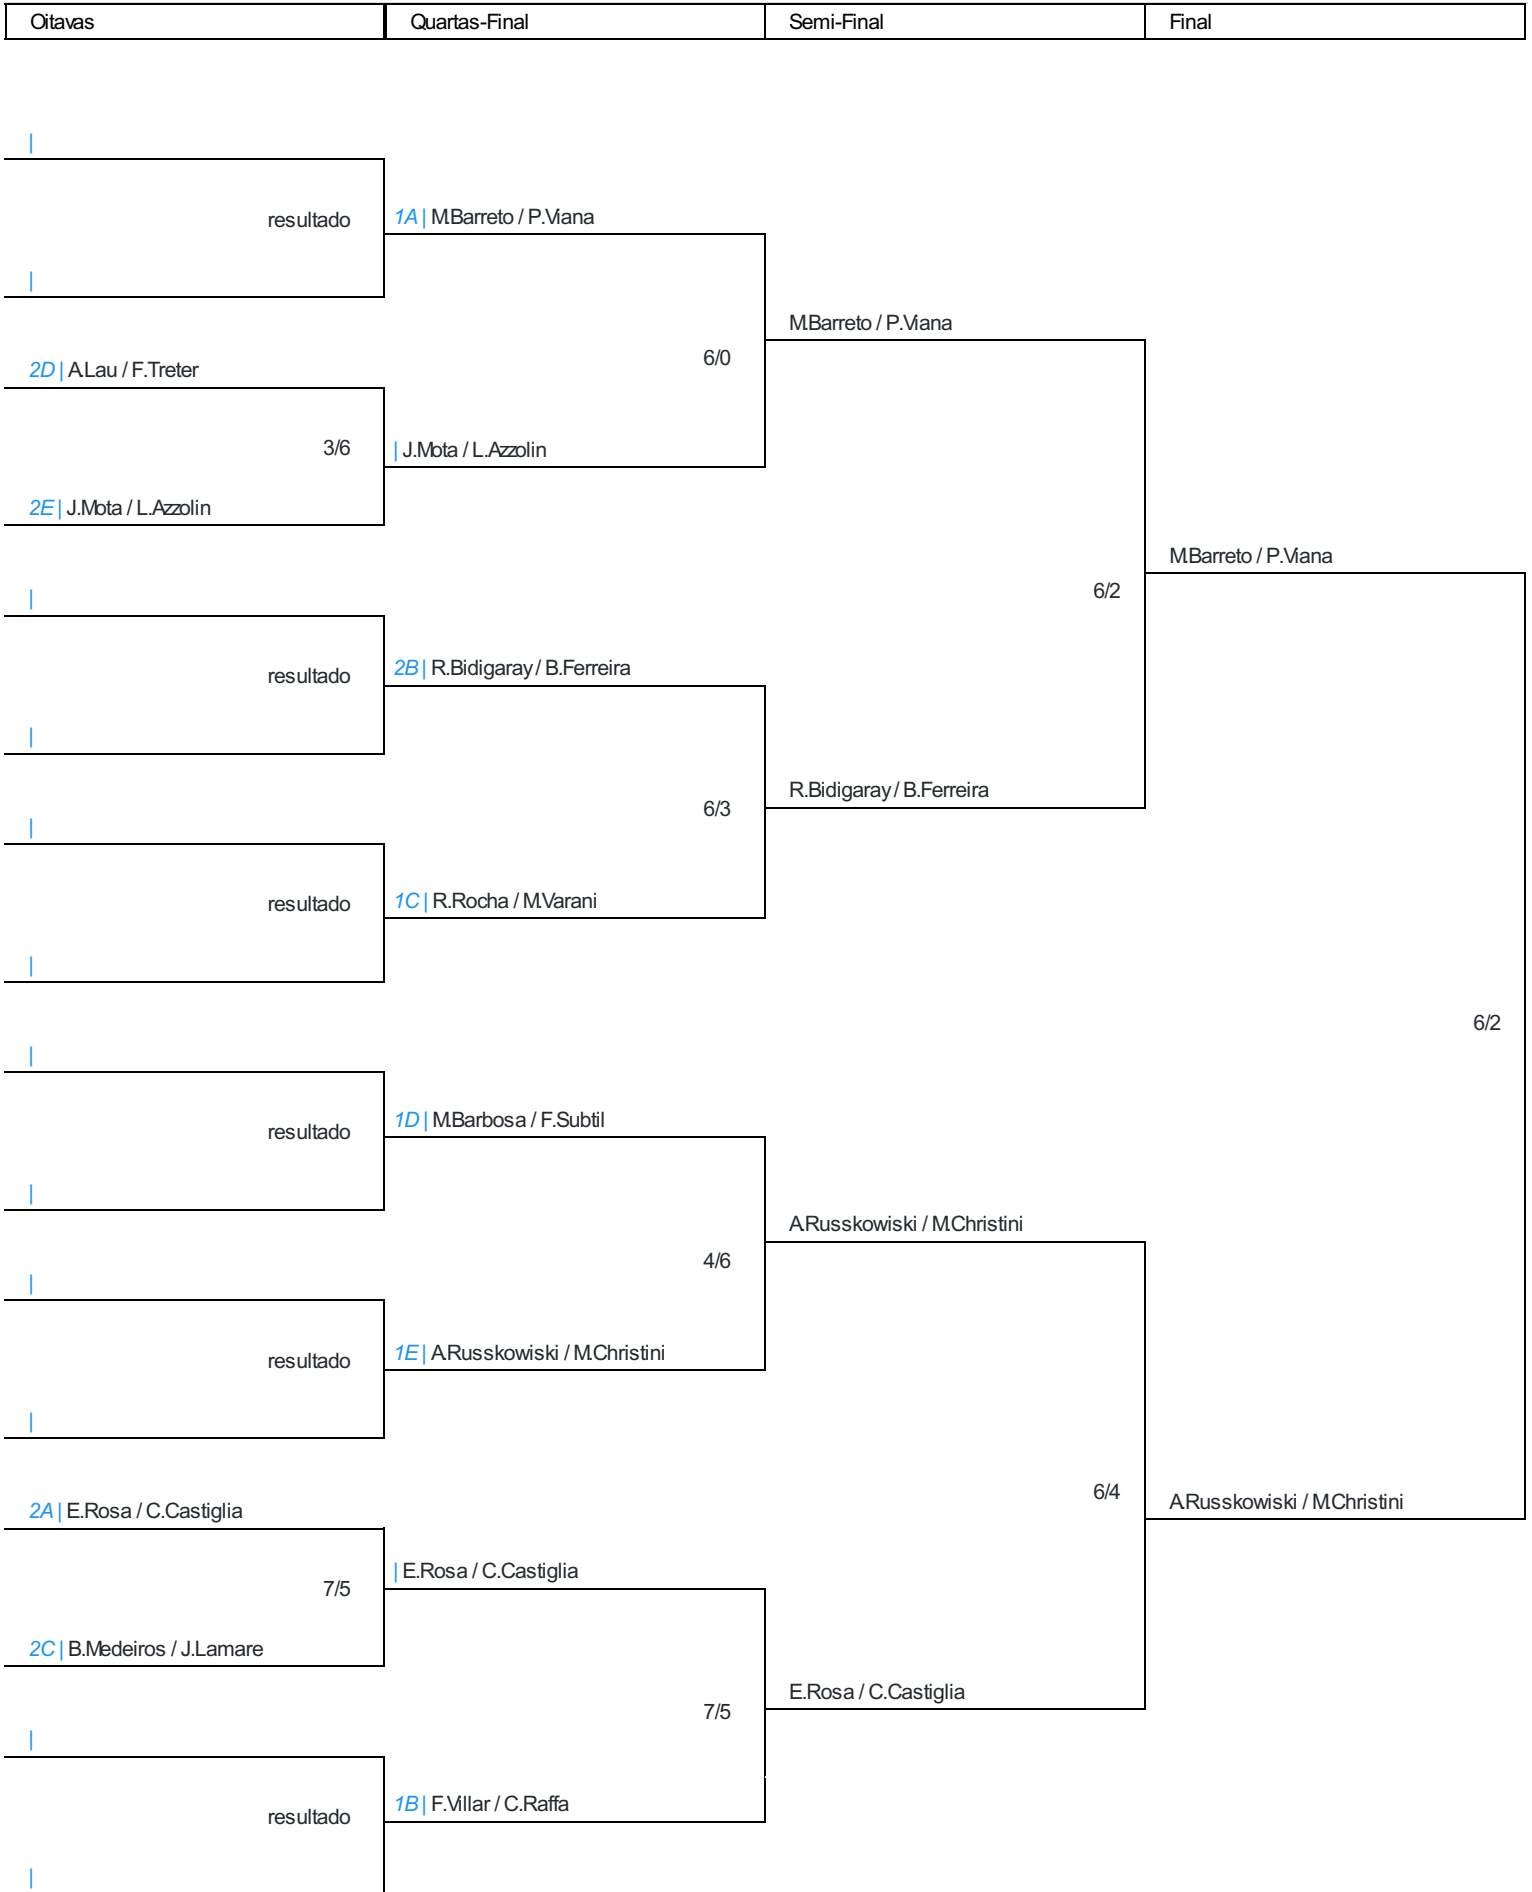 Oitavas Quartas-Final Semi-Final Final
|
resultado 1A | M.Barreto / P.Viana
|
M.Barreto / P.Viana
6/0
2D | A.Lau / F.Treter
3/6 | J.Mota / L.Azzolin
2E | J.Mota / L.Azzolin
M.Barreto / P.Viana
6/2
|
resultado 2B | R.Bidigaray / B.Ferreira
|
R.Bidigaray / B.Ferreira
6/3
|
resultado 1C | R.Rocha / M.Varani
|
6/2
|
resultado 1D | M.Barbosa / F.Subtil
|
A.Russkowiski / M.Christini
4/6
|
resultado 1E | A.Russkowiski / M.Christini
|
6/4 A.Russkowiski / M.Christini
2A | E.Rosa / C.Castiglia
7/5 | E.Rosa / C.Castiglia
2C | B.Medeiros / J.Lamare
E.Rosa / C.Castiglia
7/5
|
resultado 1B | F.Villar / C.Raffa
|